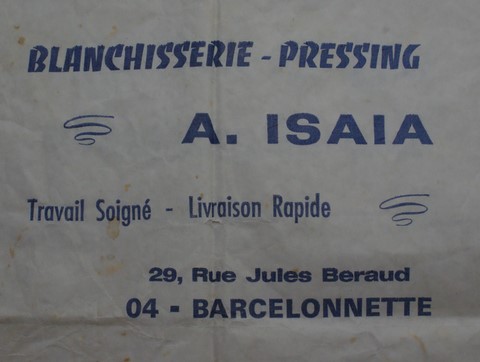 BLANCHISSERIE - PRESSING
A. ISAIA
Travail Soigné - Livraison Rapide
29, Rue Jules Beraud
04 - BARCELONNETTE